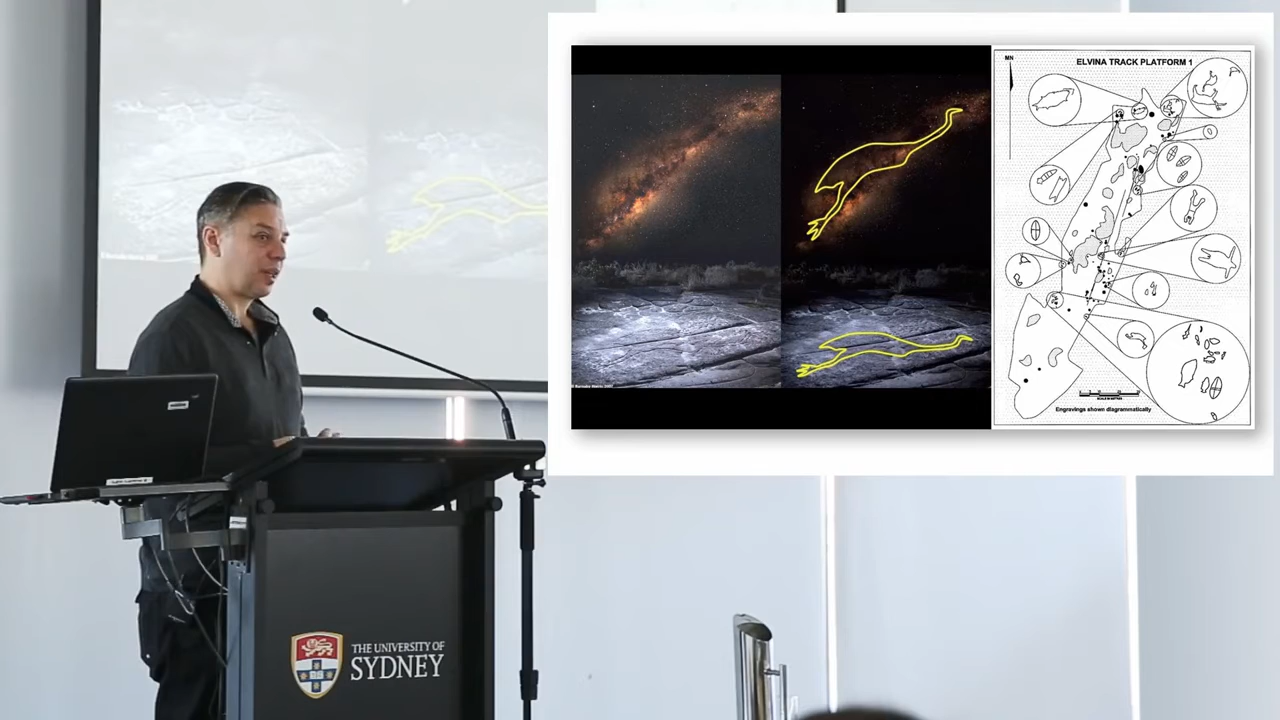 MN
ELVINA TRACK PLATFORM 1
Engravings shown diagrammatically
THE UNIVERSITY OF
SYDNEY